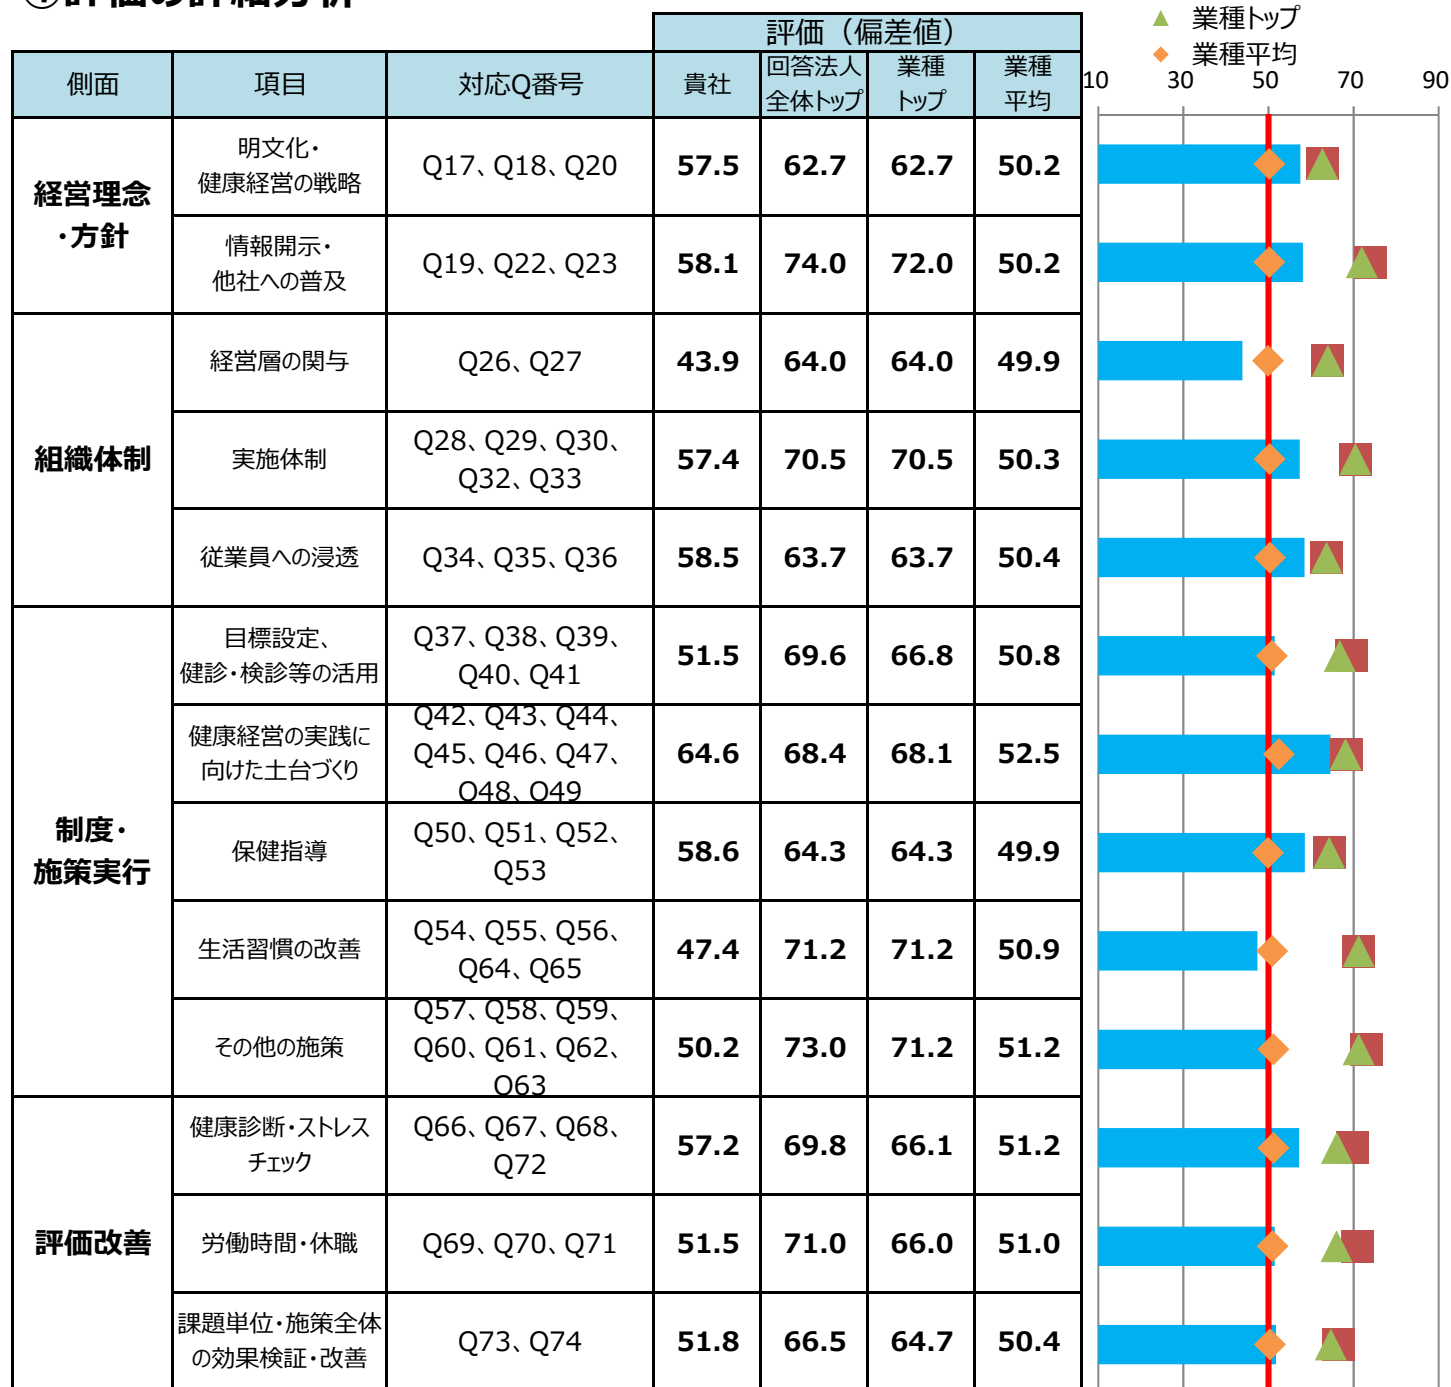 ①評価の詳細分析
▲ 業種トップ
◆ 業種平均
評価（偏差値）
側面 項目 対応Q番号 貴社 回答法人全体トップ 業種トップ 業種平均
10 30 50 70 90
経営理念
・方針
明文化・
健康経営の戦略
Q17、Q18、Q20
57.5 62.7 62.7 50.2
情報開示・
他社への普及
Q19、Q22、Q23
58.1 74.0 72.0 50.2
組織体制
経営層の関与
Q26、Q27
43.9 64.0 64.0 49.9
実施体制
Q28、Q29、Q30、
Q32、Q33
57.4 70.5 70.5 50.3
従業員への浸透
Q34、Q35、Q36
58.5 63.7 63.7 50.4
制度・
施策実行
目標設定、
健診・検診等の活用
Q37、Q38、Q39、
Q40、Q41
51.5 69.6 66.8 50.8
健康経営の実践に
向けた土台づくり
Q42、Q43、Q44、
Q45、Q46、Q47、
Q48、Q49
64.6 68.4 68.1 52.5
保健指導
Q50、Q51、Q52、
Q53
58.6 64.3 64.3 49.9
生活習慣の改善
Q54、Q55、Q56、
Q64、Q65
47.4 71.2 71.2 50.9
その他の施策
Q57、Q58、Q59、
Q60、Q61、Q62、
Q63
50.2 73.0 71.2 51.2
評価改善
健康診断・ストレス
チェック
Q66、Q67、Q68、
Q72
57.2 69.8 66.1 51.2
労働時間・休職
Q69、Q70、Q71
51.5 71.0 66.0 51.0
課題単位・施策全体
の効果検証・改善
Q73、Q74
51.8 66.5 64.7 50.4